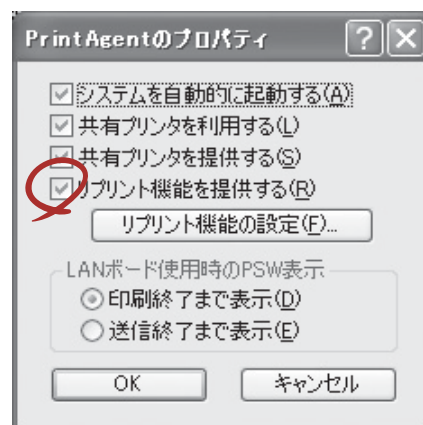 PrintAgentのプロパティ
システムを自動的に起動する(A)
共有プリンタを利用する(L)
共有プリンタを提供する(S)
リプリント機能を提供する(R)
リプリント機能の設定(F)...
LANボード使用時のPSW表示
印刷終了まで表示(D)
送信終了まで表示(E)
OK
キャンセル